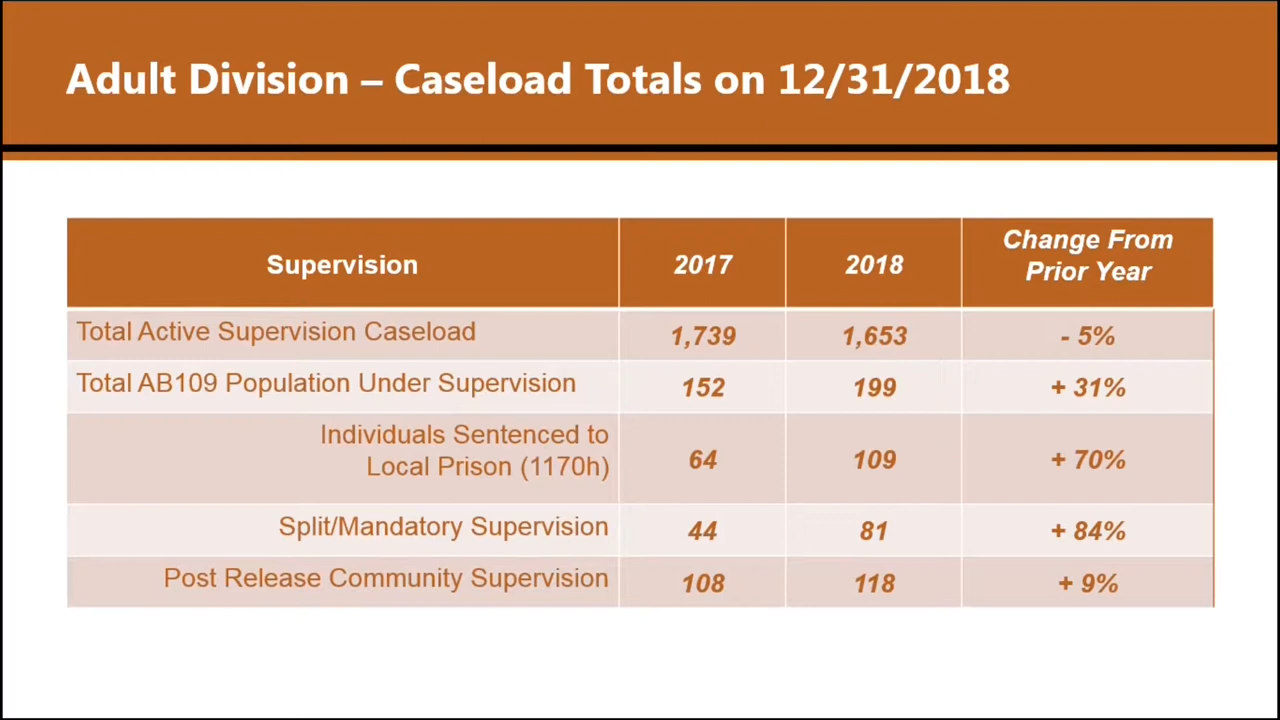 Adult Division – Caseload Totals on 12/31/2018
Supervision 2017 2018 Change From Prior Year
Total Active Supervision Caseload 1,739 1,653 - 5%
Total AB109 Population Under Supervision 152 199 + 31%
Individuals Sentenced to
Local Prison (1170h) 64 109 + 70%
Split/Mandatory Supervision 44 81 + 84%
Post Release Community Supervision 108 118 + 9%